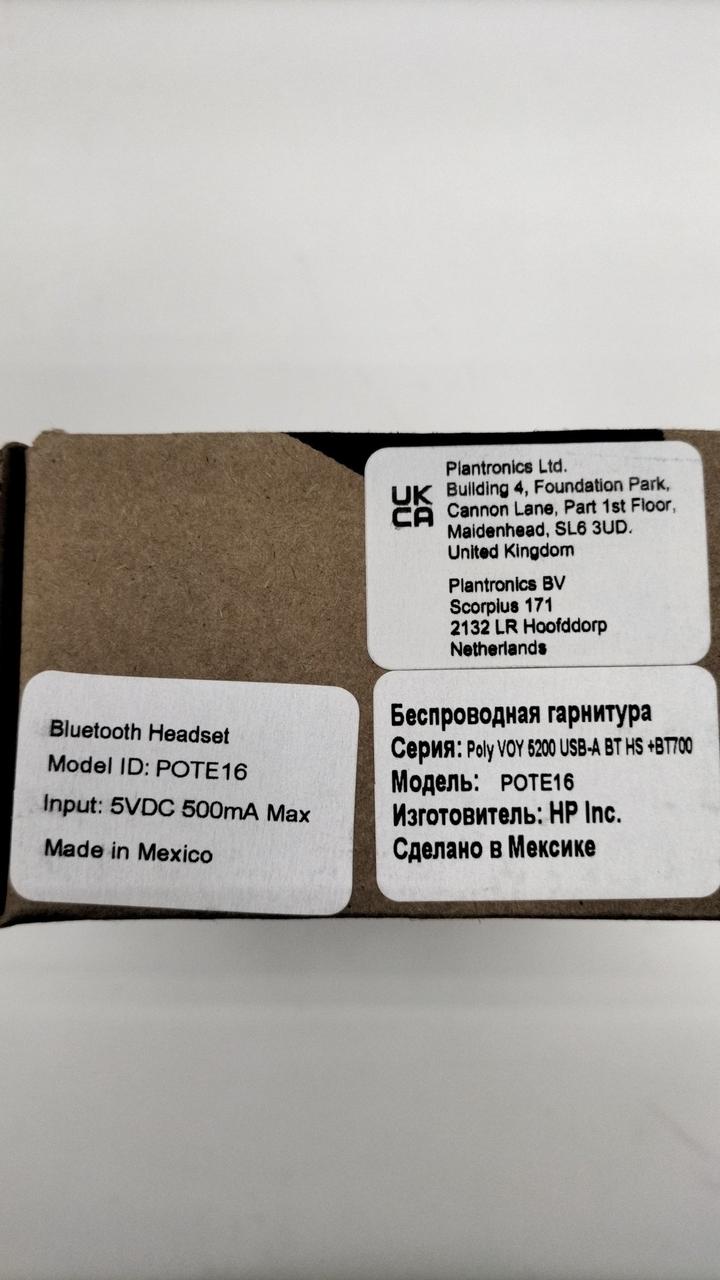 UK
CA
Plantronics Ltd.
Building 4, Foundation Park,
Cannon Lane, Part 1st Floor,
Maidenhead, SL6 3UD.
United Kingdom
Plantronics BV
Scorpius 171
2132 LR Hoofddorp
Netherlands
Bluetooth Headset
Model ID: POTE16
Input: 5VDC 500mA Max
Made in Mexico
Беспроводная гарнитура
Серия: Poly VOY 5200 USB-A BT HS +BT700
Модель: POTE16
Изготовитель: HP Inc.
Сделано в Мексике